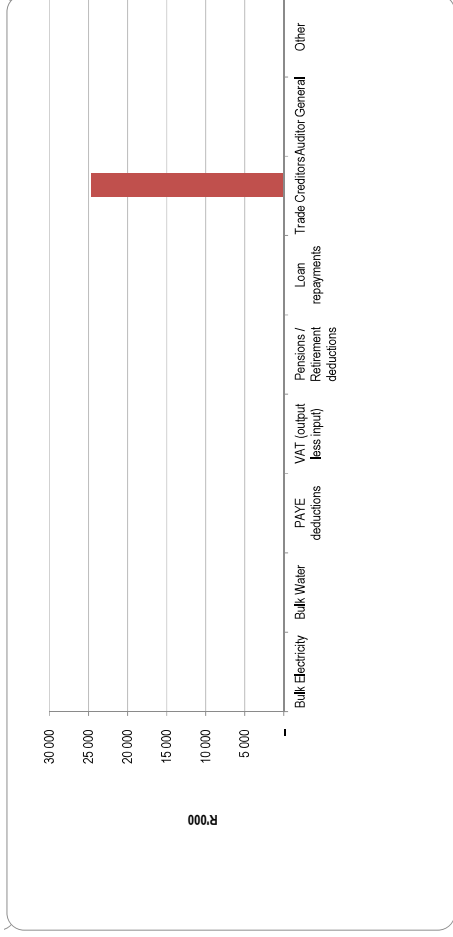 30 000
25 000
20 000
15 000
10 000
5 000
–
R'000
Bulk Electricity
Bulk Water
PAYE
deductions
VAT (output
less input)
Pensions /
Retirement
deductions
Loan
repayments
Trade Creditors
Auditor General
Other